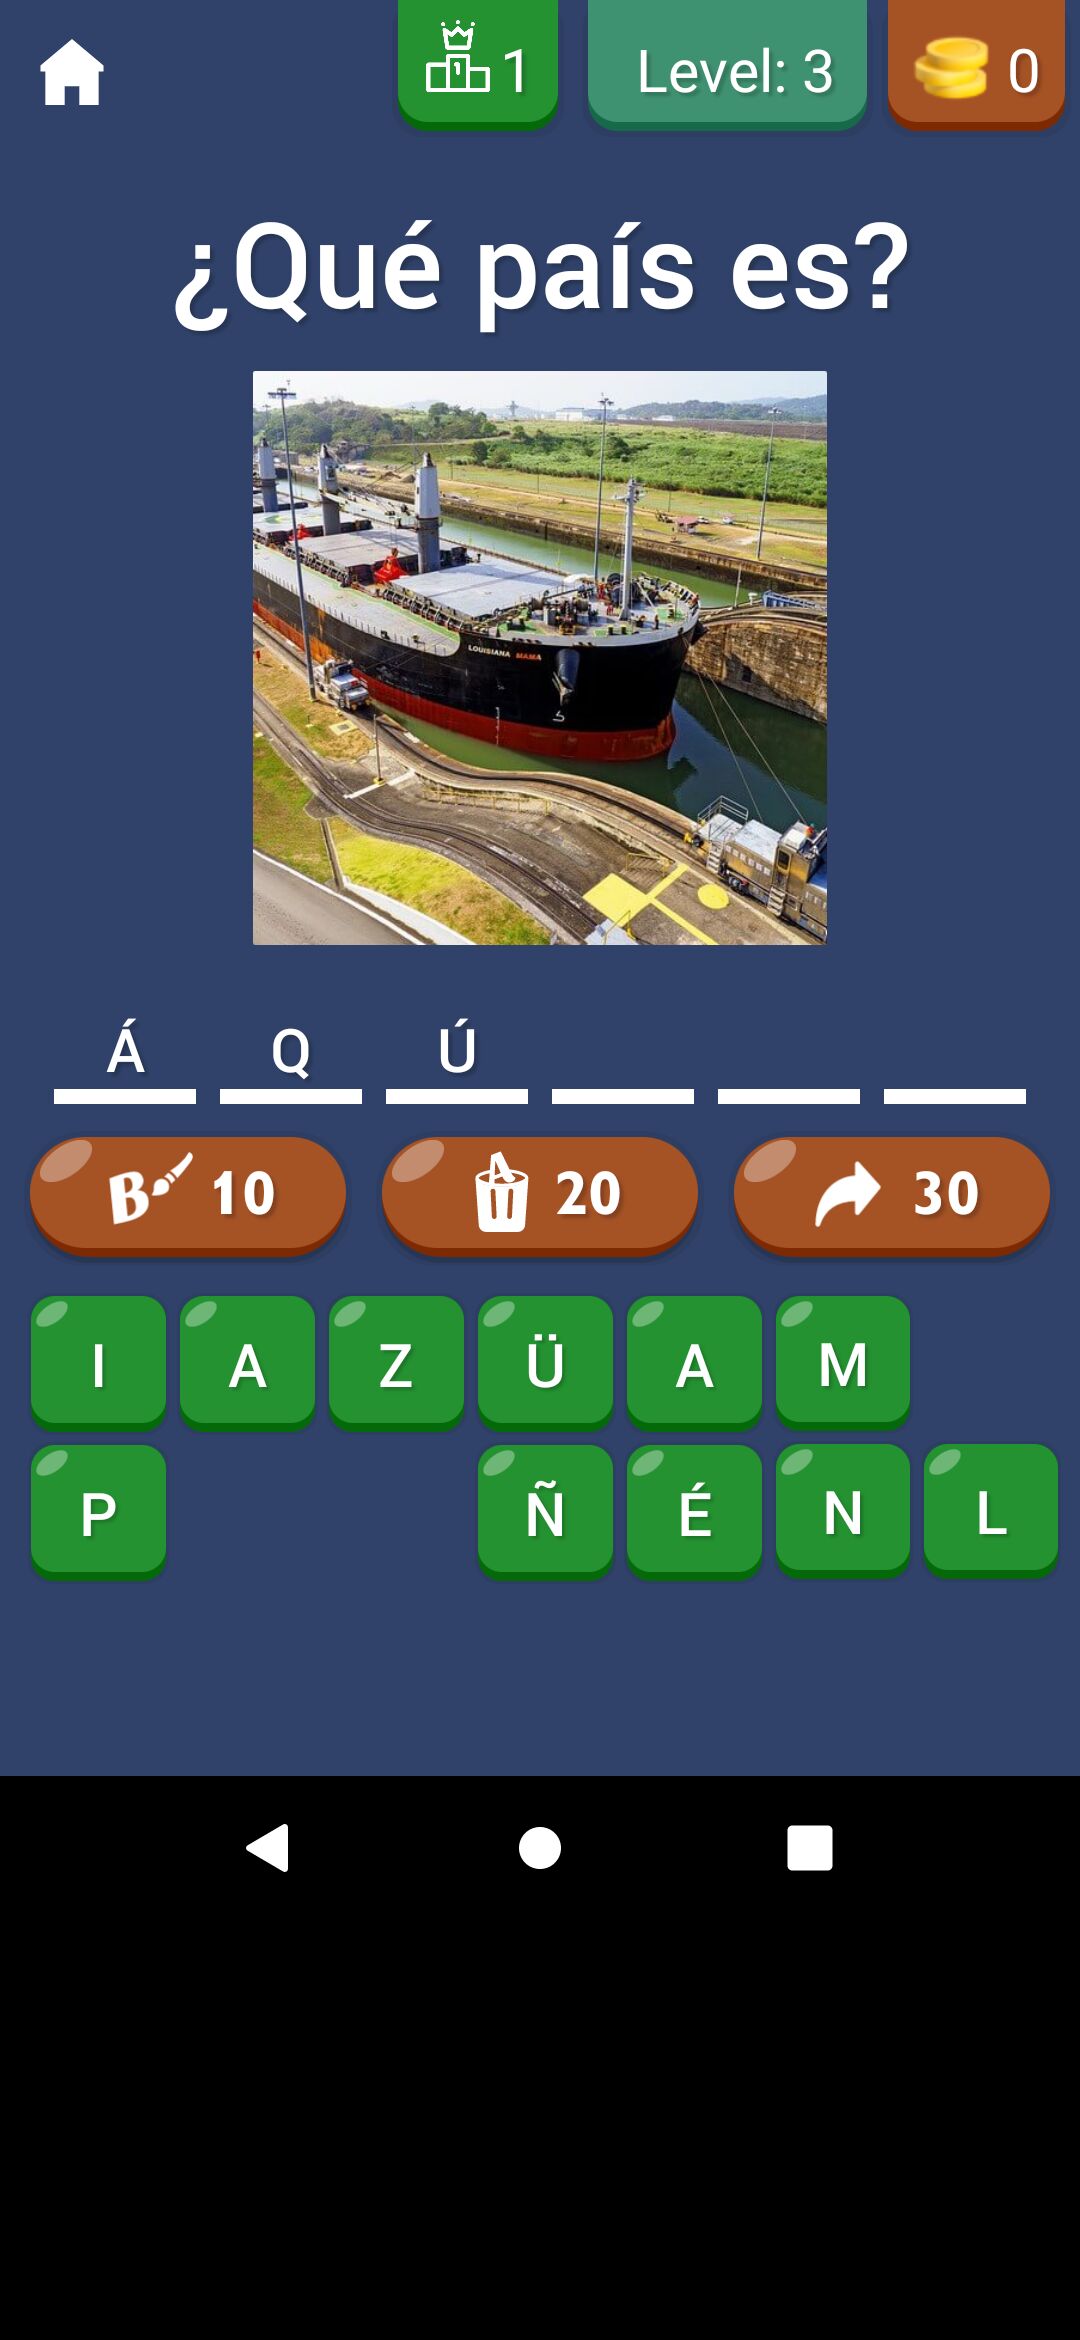 1 Level: 3 0
¿Qué país es?
LOUISIANA MAMA
Á Q Ú
10 20 30
I A Z Ü A M
P Ñ É N L